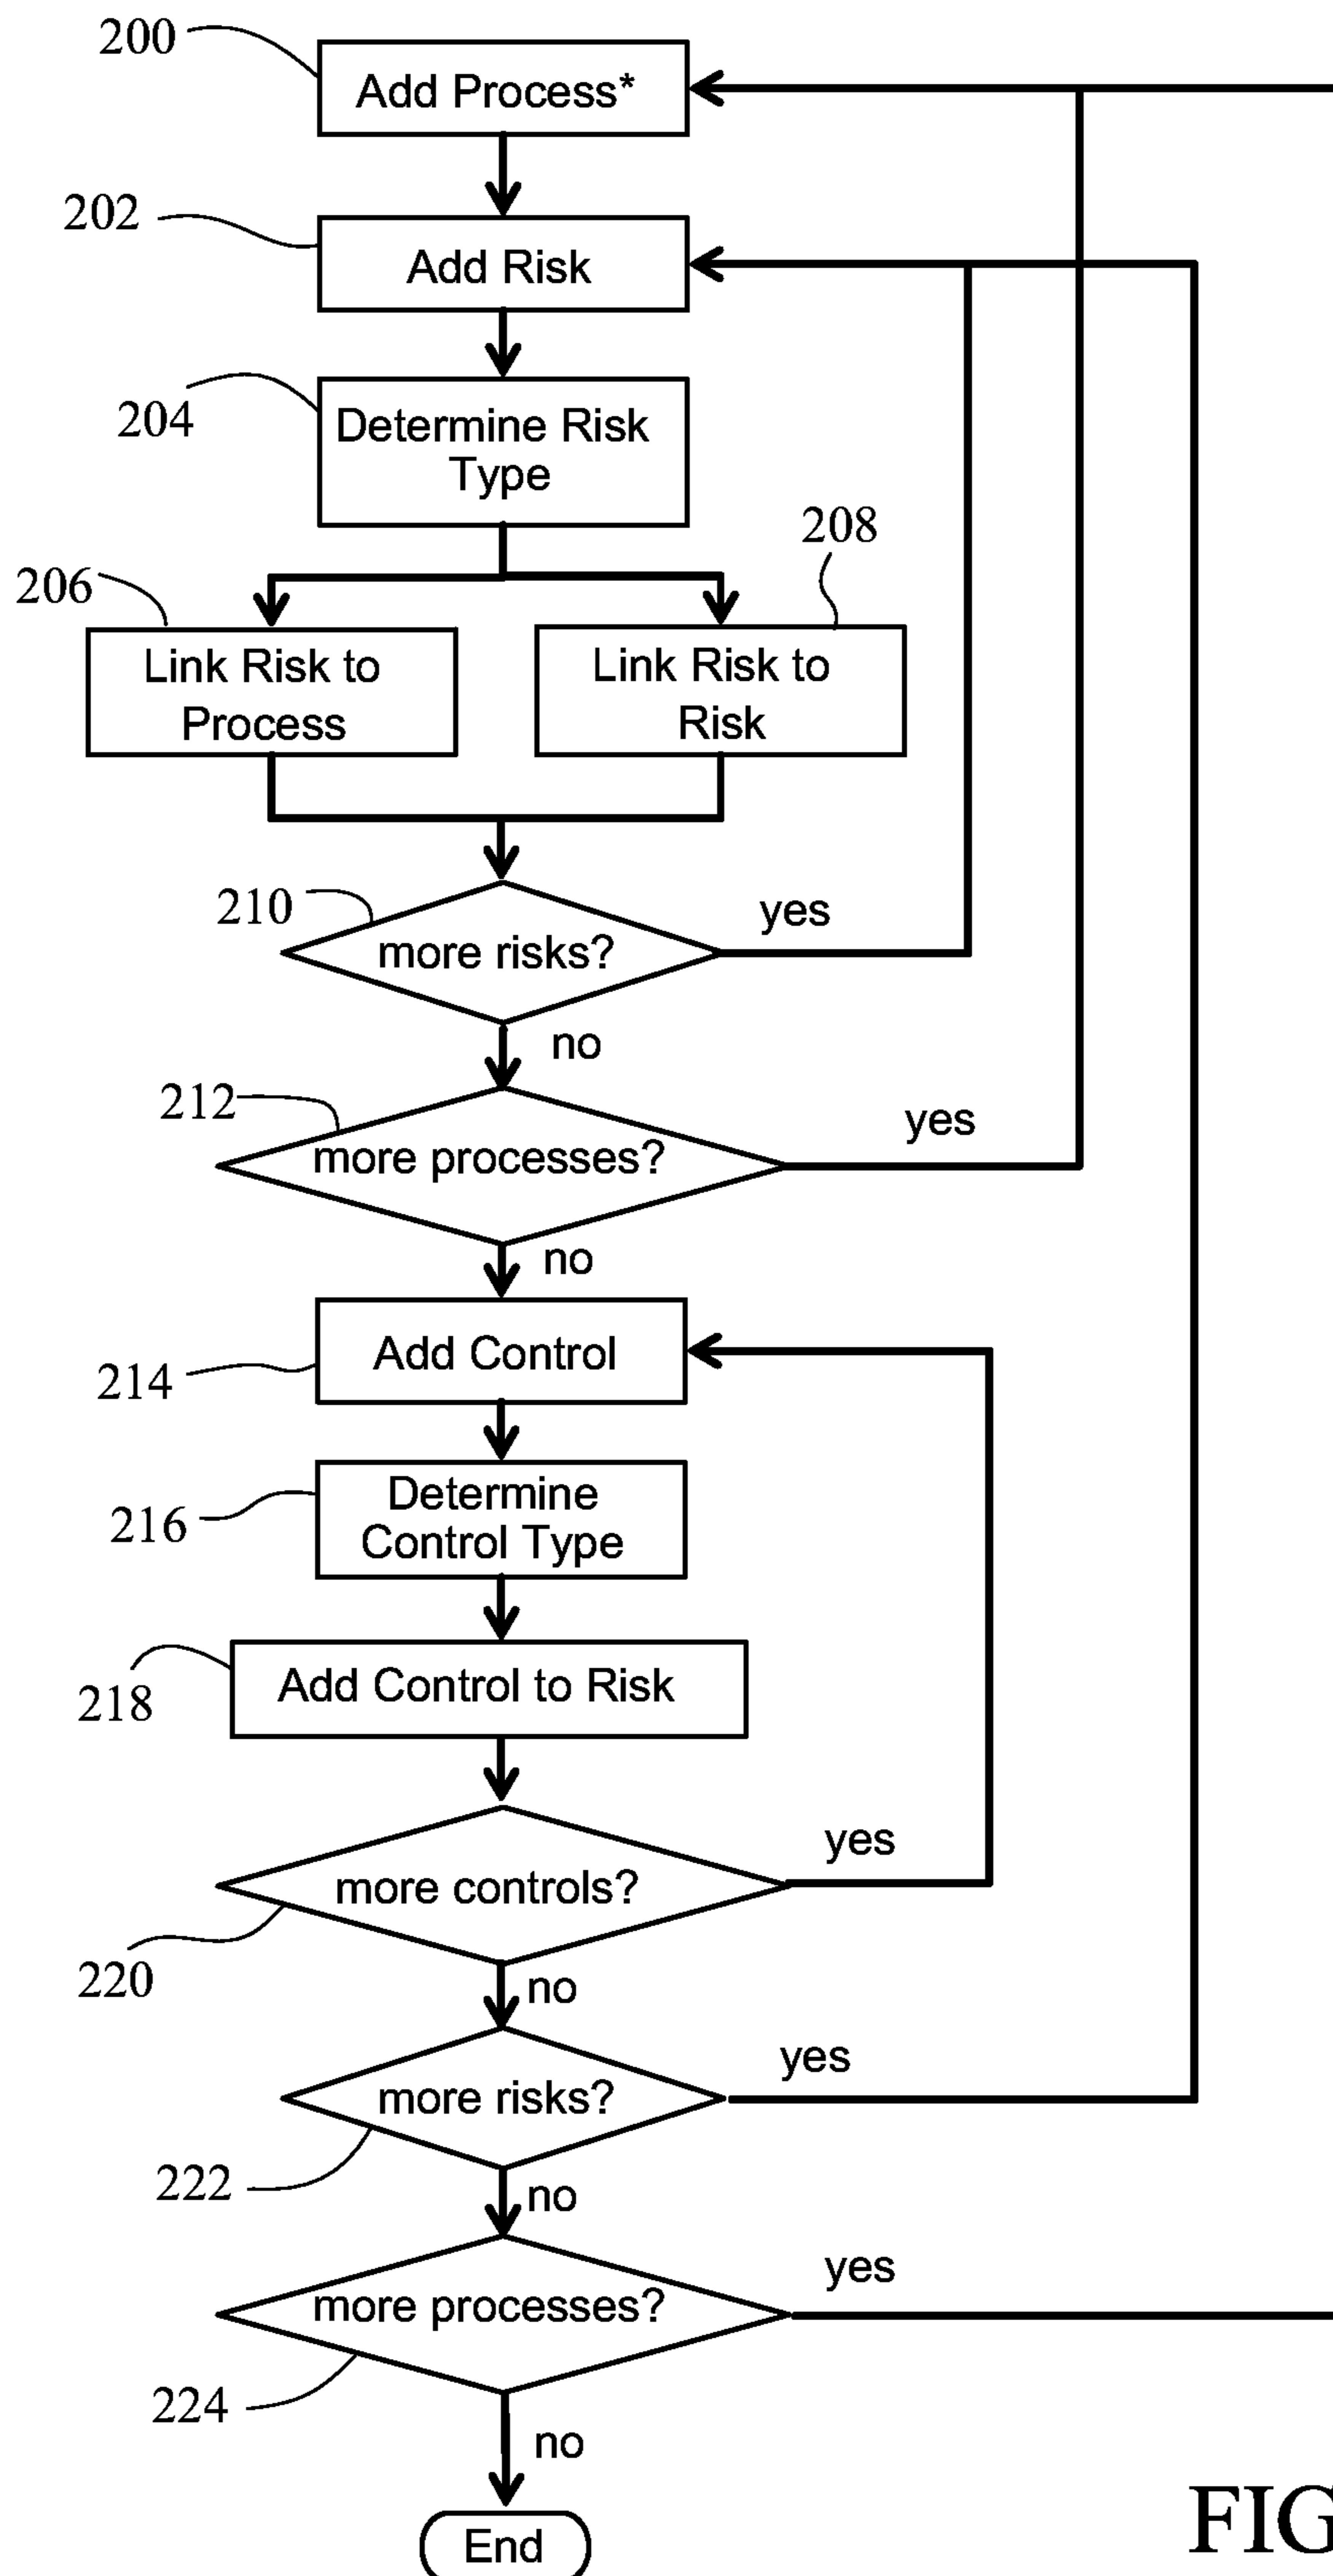 200
Add Process*
202
Add Risk
204
Determine Risk
Type
206
208
Link Risk to
Process
Link Risk to
Risk
210
more risks?
yes
no
212
more processes?
yes
no
214
Add Control
216
Determine
Control Type
218
Add Control to Risk
220
more controls?
yes
no
222
more risks?
yes
no
224
more processes?
yes
no
End
FIG